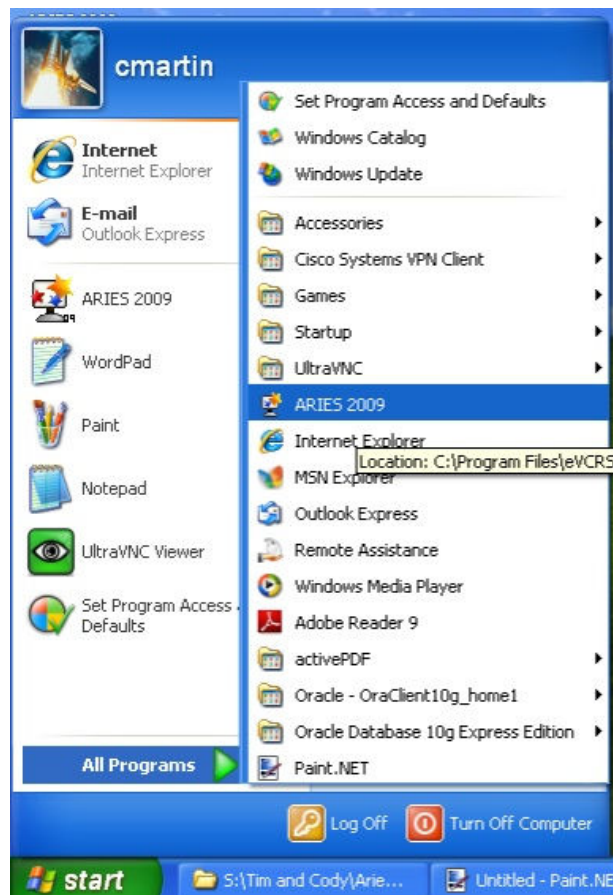 cmartin
Internet
Internet Explorer
E-mail
Outlook Express
ARIES 2009
WordPad
Paint
Notepad
UltraVNC Viewer
Set Program Access
Defaults
All Programs
Set Program Access and Defaults
Windows Catalog
Windows Update
Accessories
Cisco Systems VPN Client
Games
Startup
UltraVNC
ARIES 2009
Internet Explorer
Location: C:\Program Files\eVCRS
MSN Explorer
Outlook Express
Remote Assistance
Windows Media Player
Adobe Reader 9
activePDF
Oracle - OraClient10g_home1
Oracle Database 10g Express Edition
Paint.NET
Log Off
Turn Off Computer
start
S:\Tim and Cody\Arie...
Untitled - Paint.NE